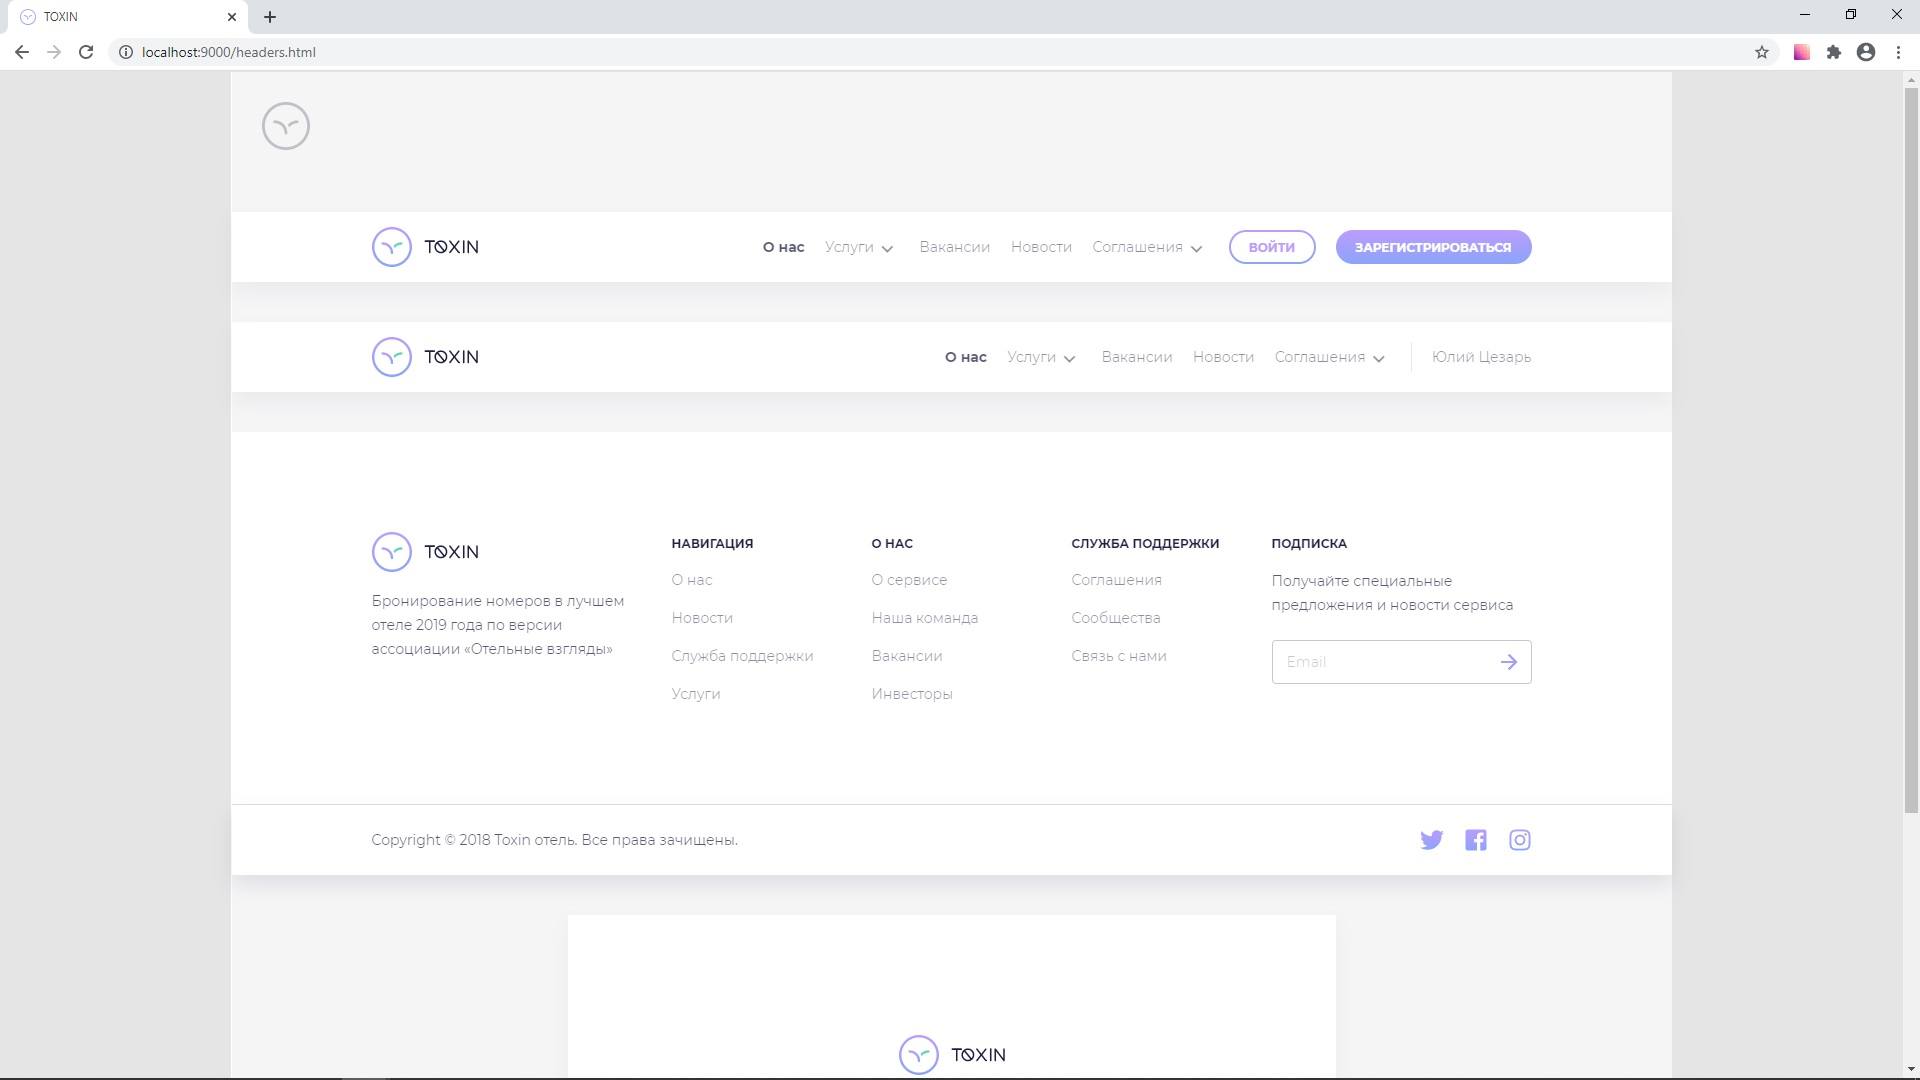 TOXIN
localhost:9000/headers.html
TOXIN О нас Услуги Вакансии Новости Соглашения ВОЙТИ ЗАРЕГИСТРИРОВАТЬСЯ
TOXIN О нас Услуги Вакансии Новости Соглашения Юлий Цезарь
TOXIN
Бронирование номеров в лучшем
отеле 2019 года по версии
ассоциации «Отельные взгляды»
НАВИГАЦИЯ
О нас
Новости
Служба поддержки
Услуги
О НАС
О сервисе
Наша команда
Вакансии
Инвесторы
СЛУЖБА ПОДДЕРЖКИ
Соглашения
Сообщества
Связь с нами
ПОДПИСКА
Получайте специальные
предложения и новости сервиса
Email
Copyright © 2018 Toxin отель. Все права зачищены.
TOXIN